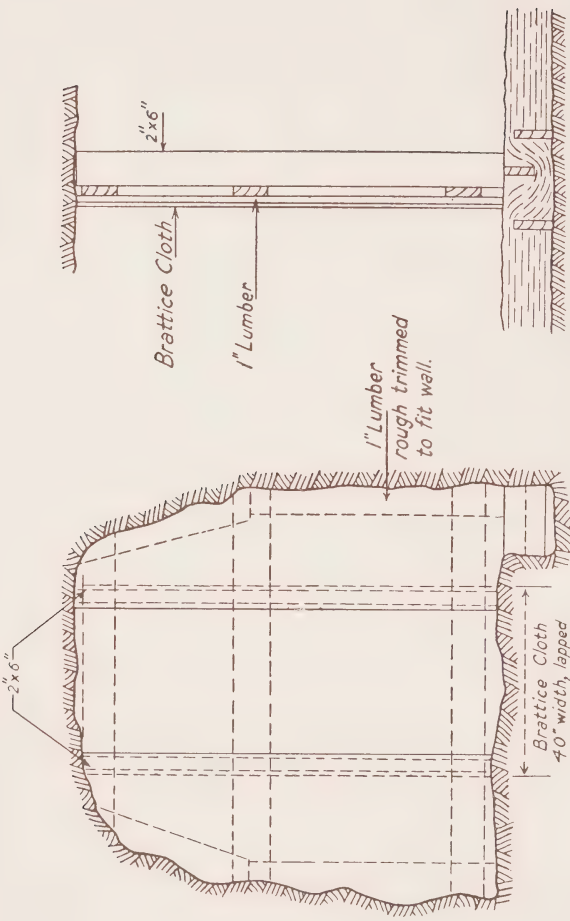 2"x6"
Brattice Cloth
1" Lumber
2"x6"
1" Lumber
rough trimmed
to fit wall.
Brattice Cloth
40" width, lapped